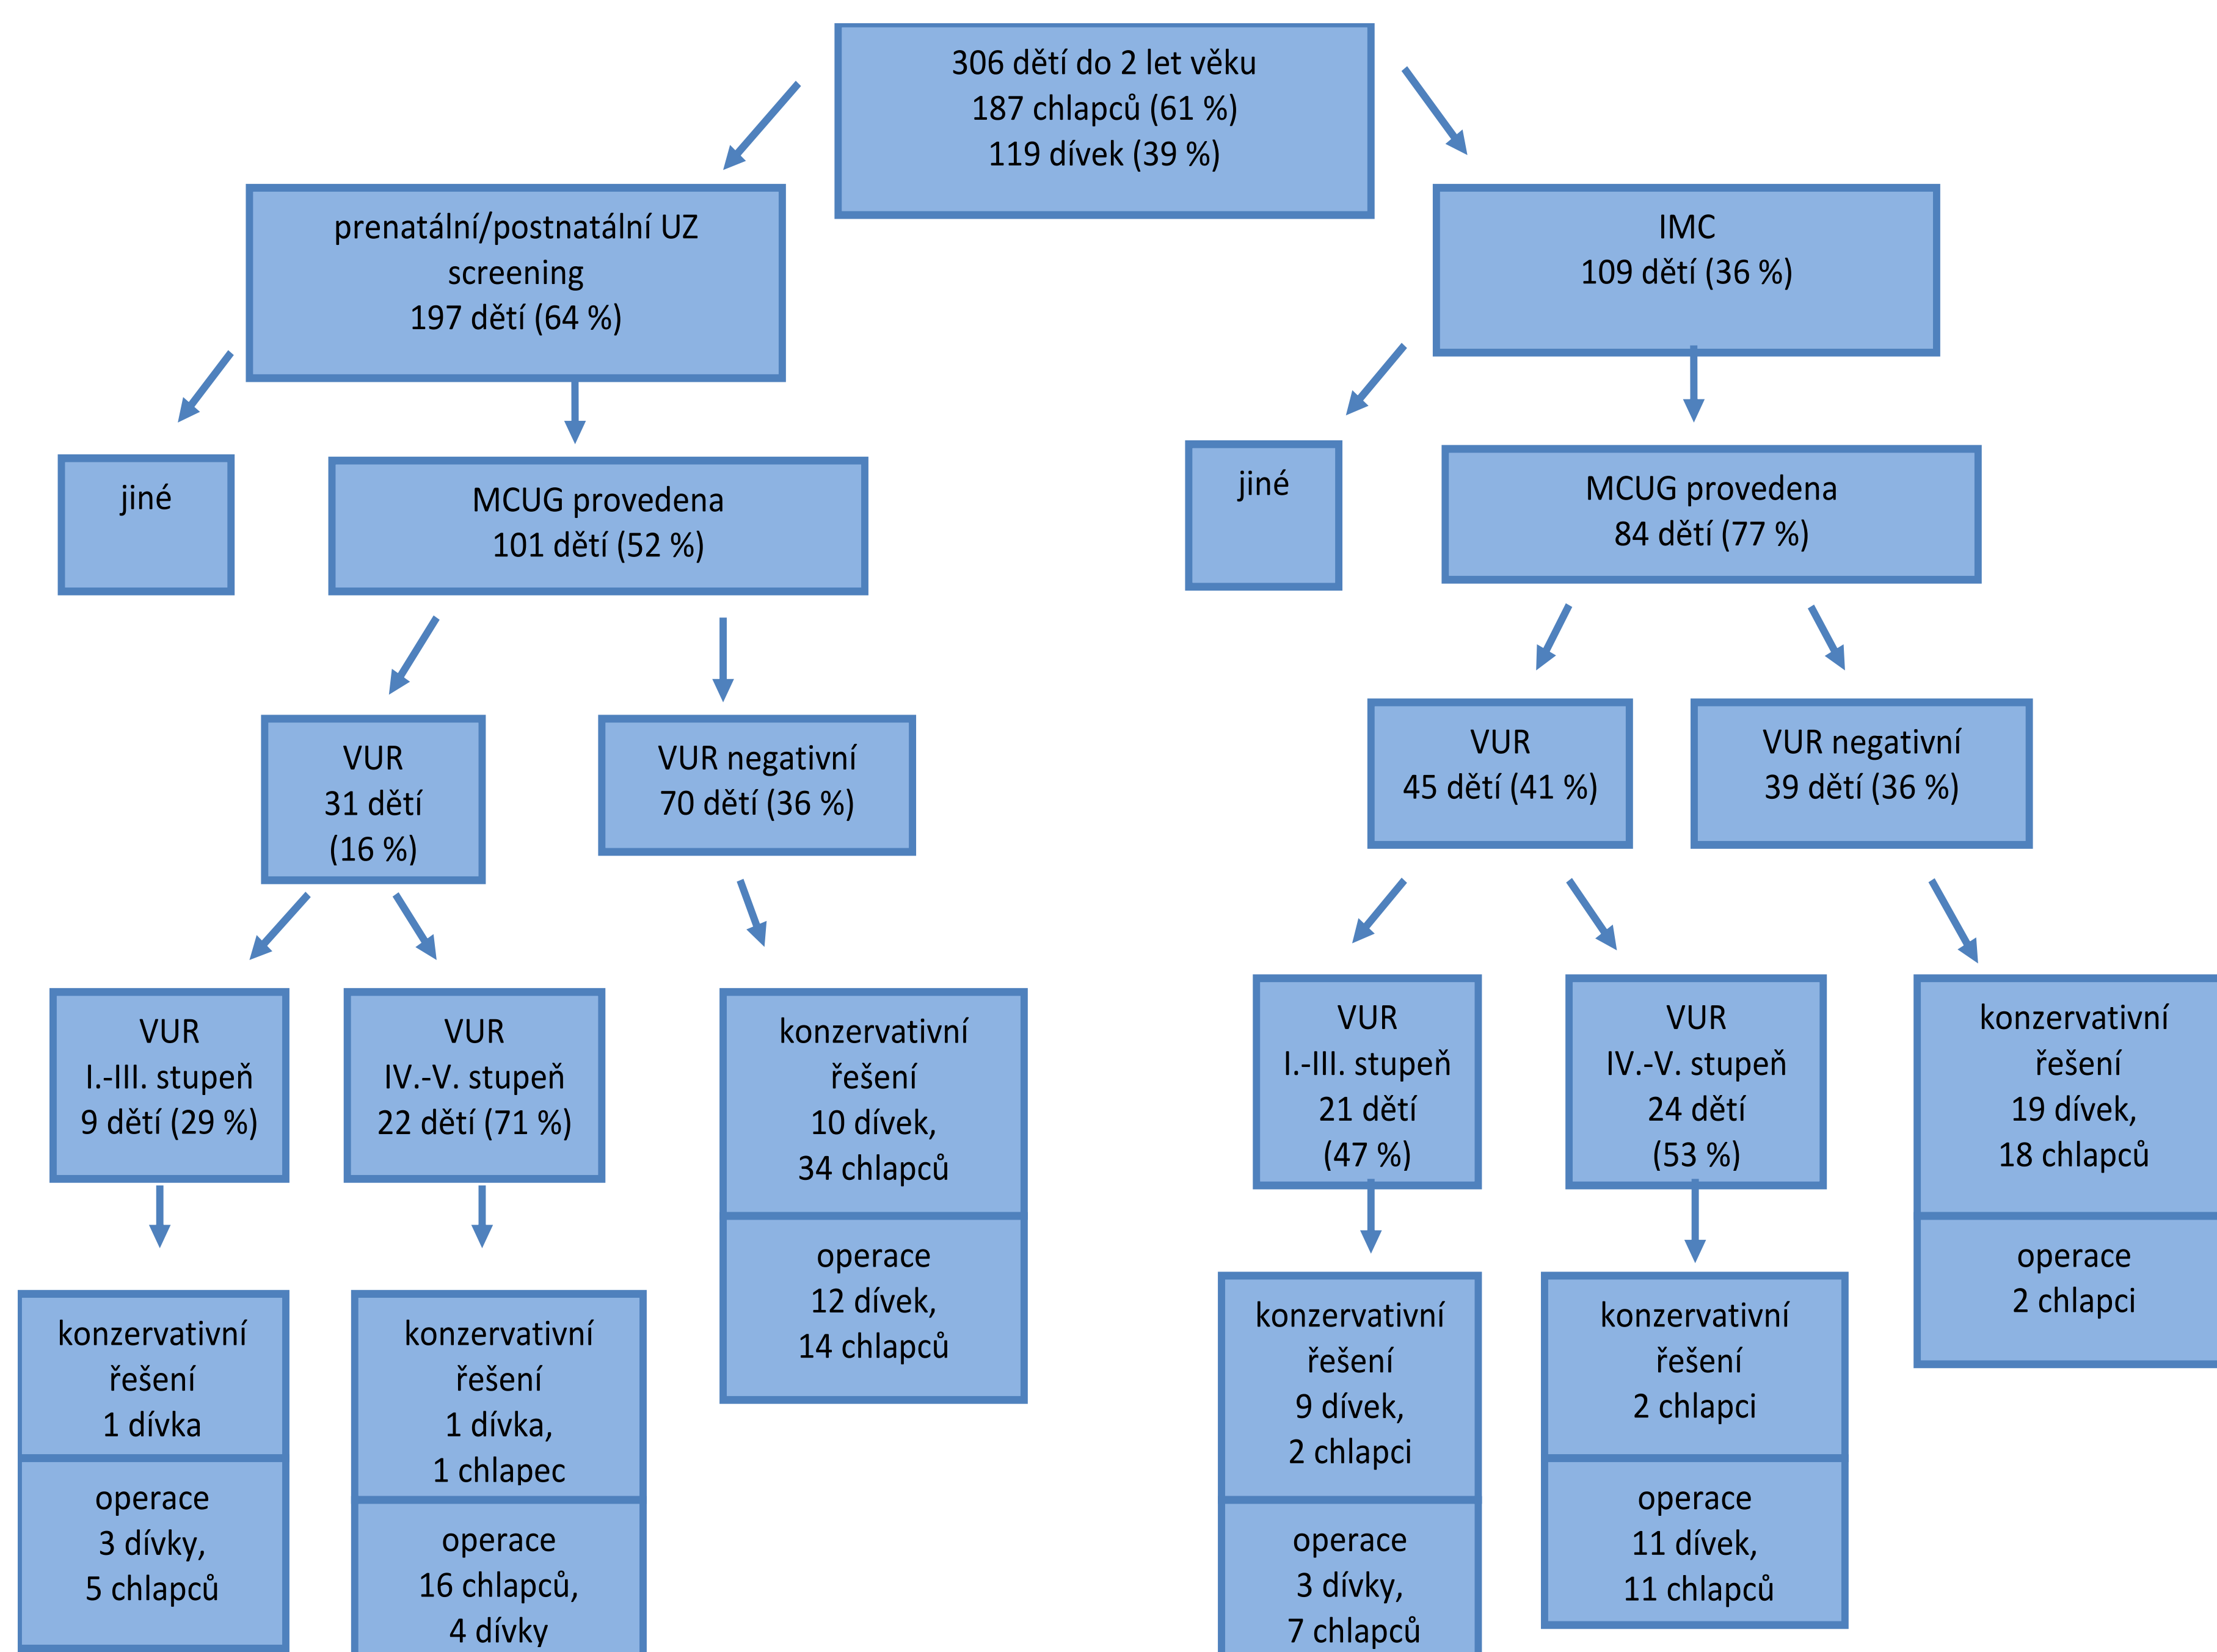 306 dětí do 2 let věku
187 chlapců (61 %)
119 dívek (39 %)
prenatální/postnatální UZ
screening
197 dětí (64 %)
IMC
109 dětí (36 %)
jiné
MCUG provedena
101 dětí (52 %)
jiné
MCUG provedena
84 dětí (77 %)
VUR
31 dětí
(16 %)
VUR negativní
70 dětí (36 %)
VUR
45 dětí (41 %)
VUR negativní
39 dětí (36 %)
VUR
I.-III. stupeň
9 dětí (29 %)
VUR
IV.-V. stupeň
22 dětí (71 %)
konzervativní
řešení
10 dívek,
34 chlapců
operace
12 dívek,
14 chlapců
VUR
I.-III. stupeň
21 dětí
(47 %)
VUR
IV.-V. stupeň
24 dětí
(53 %)
konzervativní
řešení
19 dívek,
18 chlapců
operace
2 chlapci
konzervativní
řešení
1 dívka
operace
3 dívky,
5 chlapců
konzervativní
řešení
1 dívka,
1 chlapec
operace
16 chlapců,
4 dívky
konzervativní
řešení
9 dívek,
2 chlapci
operace
3 dívky,
7 chlapců
konzervativní
řešení
2 chlapci
operace
11 dívek,
11 chlapců